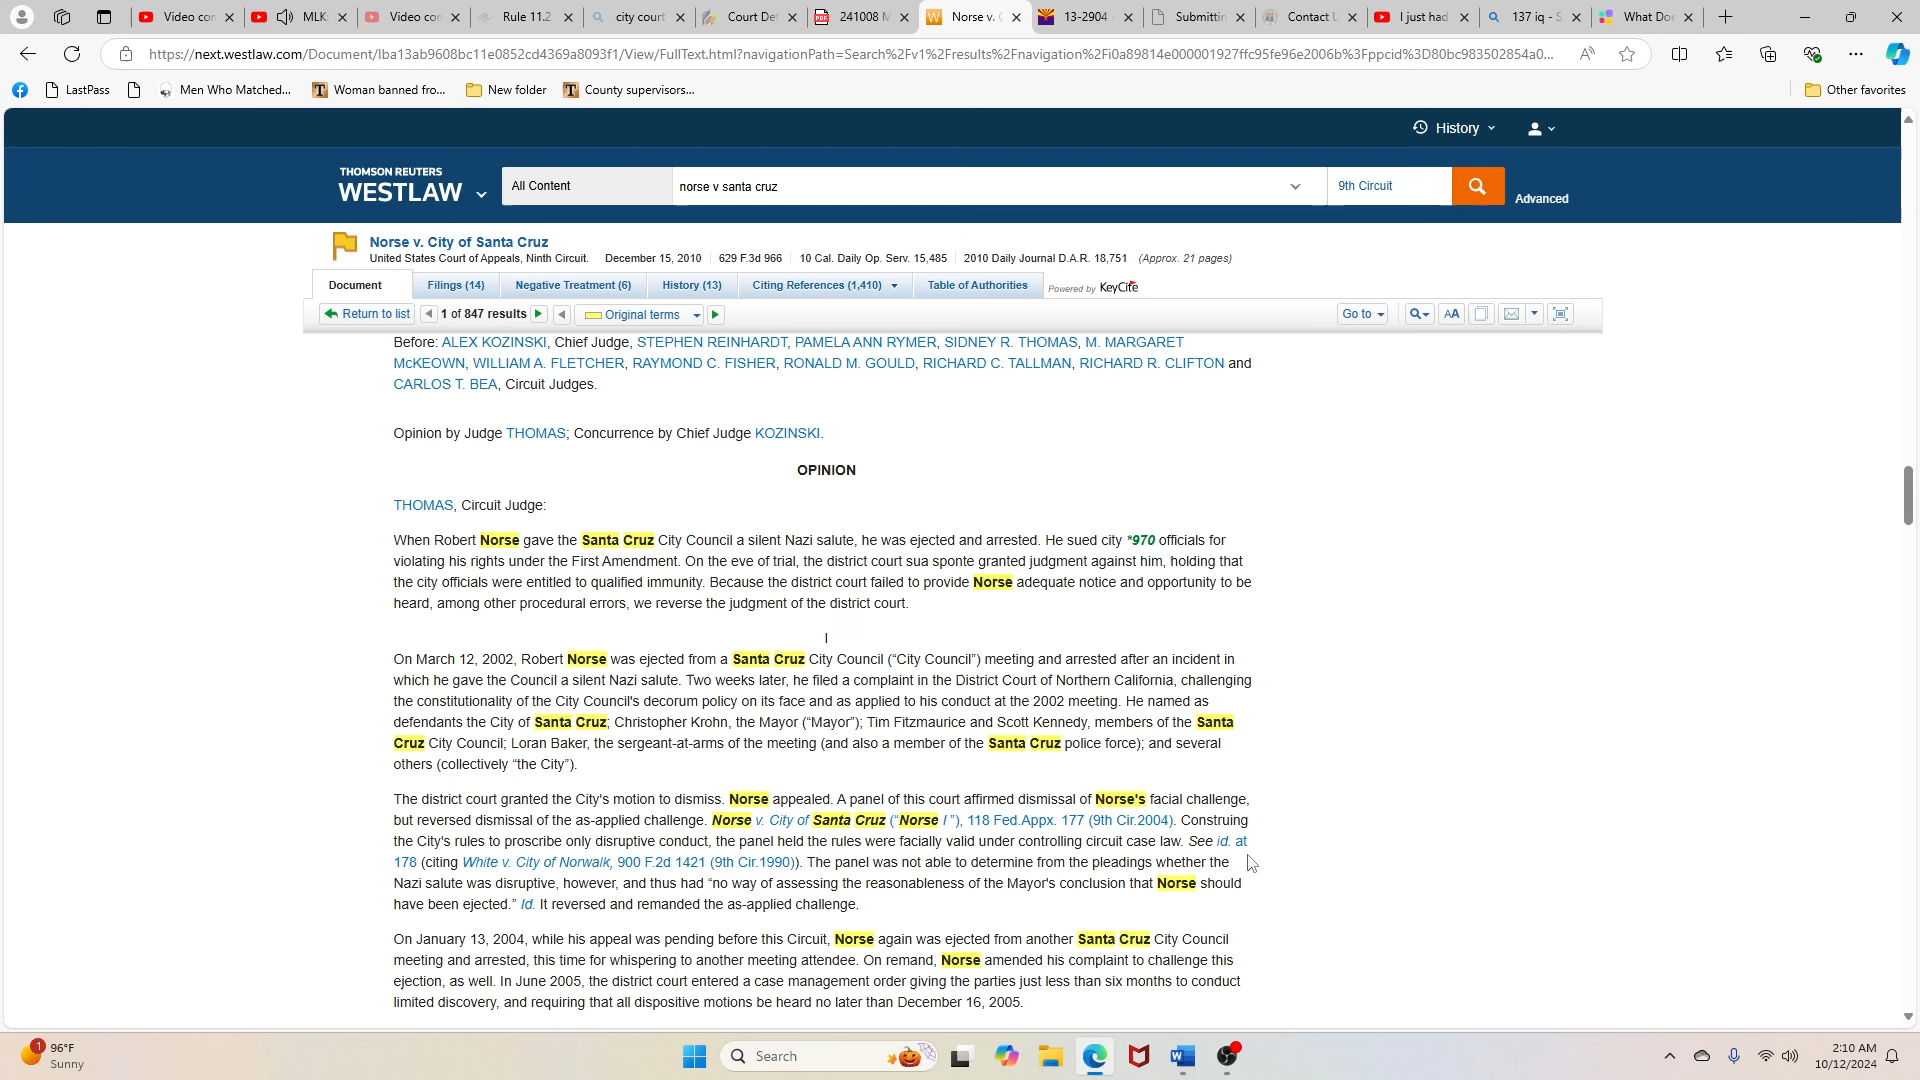 Video con
MLK:
Video con
Rule 11.2
city court
Court De
241008 M
Norse v. 
13-2904 -
Submittin
Contact U
I just had
137 iq - S
What Doe
https://next.westlaw.com/Document/Iba13ab9608bc11e0852cd4369a8093f1/View/FullText.html?navigationPath=Search%2Fv1%2Fresults%2Fnavigation%2Fi0a89814e000001927ffc95fe96e2006b%3Fppcid%3D80bc983502854a0...
LastPass
Men Who Matched...
Woman banned fro...
New folder
County supervisors...
Other favorites
History
THOMSON REUTERS
WESTLAW
All Content
norse v santa cruz
9th Circuit
Advanced
Norse v. City of Santa Cruz
United States Court of Appeals, Ninth Circuit. December 15, 2010 629 F.3d 966 10 Cal. Daily Op. Serv. 15,485 2010 Daily Journal D.A.R. 18,751 (Approx. 21 pages)
Document Filings (14) Negative Treatment (6) History (13) Citing References (1,410) Table of Authorities Powered by KeyCite
Return to list 1 of 847 results Original terms Go to AA
Before: ALEX KOZINSKI, Chief Judge, STEPHEN REINHARDT, PAMELA ANN RYMER, SIDNEY R. THOMAS, M. MARGARET
McKEOWN, WILLIAM A. FLETCHER, RAYMOND C. FISHER, RONALD M. GOULD, RICHARD C. TALLMAN, RICHARD R. CLIFTON and
CARLOS T. BEA, Circuit Judges.
Opinion by Judge THOMAS; Concurrence by Chief Judge KOZINSKI.
OPINION
THOMAS, Circuit Judge:
When Robert Norse gave the Santa Cruz City Council a silent Nazi salute, he was ejected and arrested. He sued city *970 officials for
violating his rights under the First Amendment. On the eve of trial, the district court sua sponte granted judgment against him, holding that
the city officials were entitled to qualified immunity. Because the district court failed to provide Norse adequate notice and opportunity to be
heard, among other procedural errors, we reverse the judgment of the district court.
I
On March 12, 2002, Robert Norse was ejected from a Santa Cruz City Council (“City Council”) meeting and arrested after an incident in
which he gave the Council a silent Nazi salute. Two weeks later, he filed a complaint in the District Court of Northern California, challenging
the constitutionality of the City Council's decorum policy on its face and as applied to his conduct at the 2002 meeting. He named as
defendants the City of Santa Cruz; Christopher Krohn, the Mayor (“Mayor”); Tim Fitzmaurice and Scott Kennedy, members of the Santa
Cruz City Council; Loran Baker, the sergeant-at-arms of the meeting (and also a member of the Santa Cruz police force); and several
others (collectively “the City”).
The district court granted the City's motion to dismiss. Norse appealed. A panel of this court affirmed dismissal of Norse's facial challenge,
but reversed dismissal of the as-applied challenge. Norse v. City of Santa Cruz (“Norse I ”), 118 Fed.Appx. 177 (9th Cir.2004). Construing
the City's rules to proscribe only disruptive conduct, the panel held the rules were facially valid under controlling circuit case law. See id. at
178 (citing White v. City of Norwalk, 900 F.2d 1421 (9th Cir.1990)). The panel was not able to determine from the pleadings whether the
Nazi salute was disruptive, however, and thus had “no way of assessing the reasonableness of the Mayor's conclusion that Norse should
have been ejected.” Id. It reversed and remanded the as-applied challenge.
On January 13, 2004, while his appeal was pending before this Circuit, Norse again was ejected from another Santa Cruz City Council
meeting and arrested, this time for whispering to another meeting attendee. On remand, Norse amended his complaint to challenge this
ejection, as well. In June 2005, the district court entered a case management order giving the parties just less than six months to conduct
limited discovery, and requiring that all dispositive motions be heard no later than December 16, 2005.
1
96°F
Sunny
Search
2:10 AM
10/12/2024